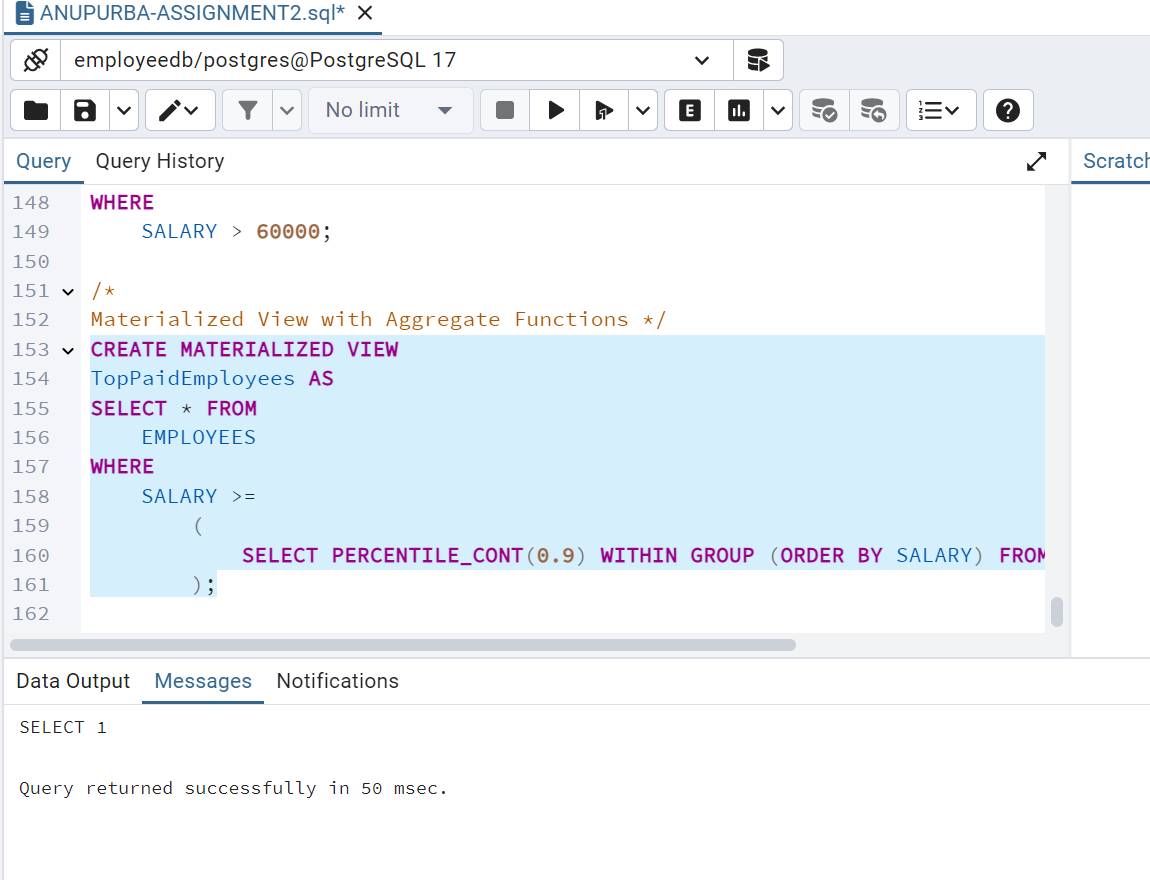 ANUPURBA-ASSIGNMENT2.sql*
employeedb/postgres@PostgreSQL 17
No limit
E
Query Query History
Scratch
148 WHERE
149 SALARY > 60000;
150
151 /*
152 Materialized View with Aggregate Functions */
153 CREATE MATERIALIZED VIEW
154 TopPaidEmployees AS
155 SELECT * FROM
156 EMPLOYEES
157 WHERE
158 SALARY >=
159 (
160 SELECT PERCENTILE_CONT(0.9) WITHIN GROUP (ORDER BY SALARY) FROM
161 );
162
Data Output Messages Notifications
SELECT 1
Query returned successfully in 50 msec.